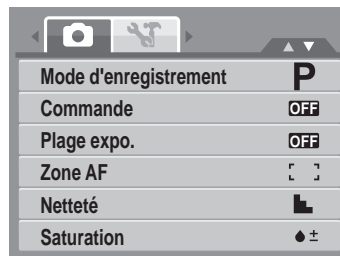 Mode d'enregistrement P
Commande OFF
Plage expo. OFF
Zone AF
Netteté
Saturation